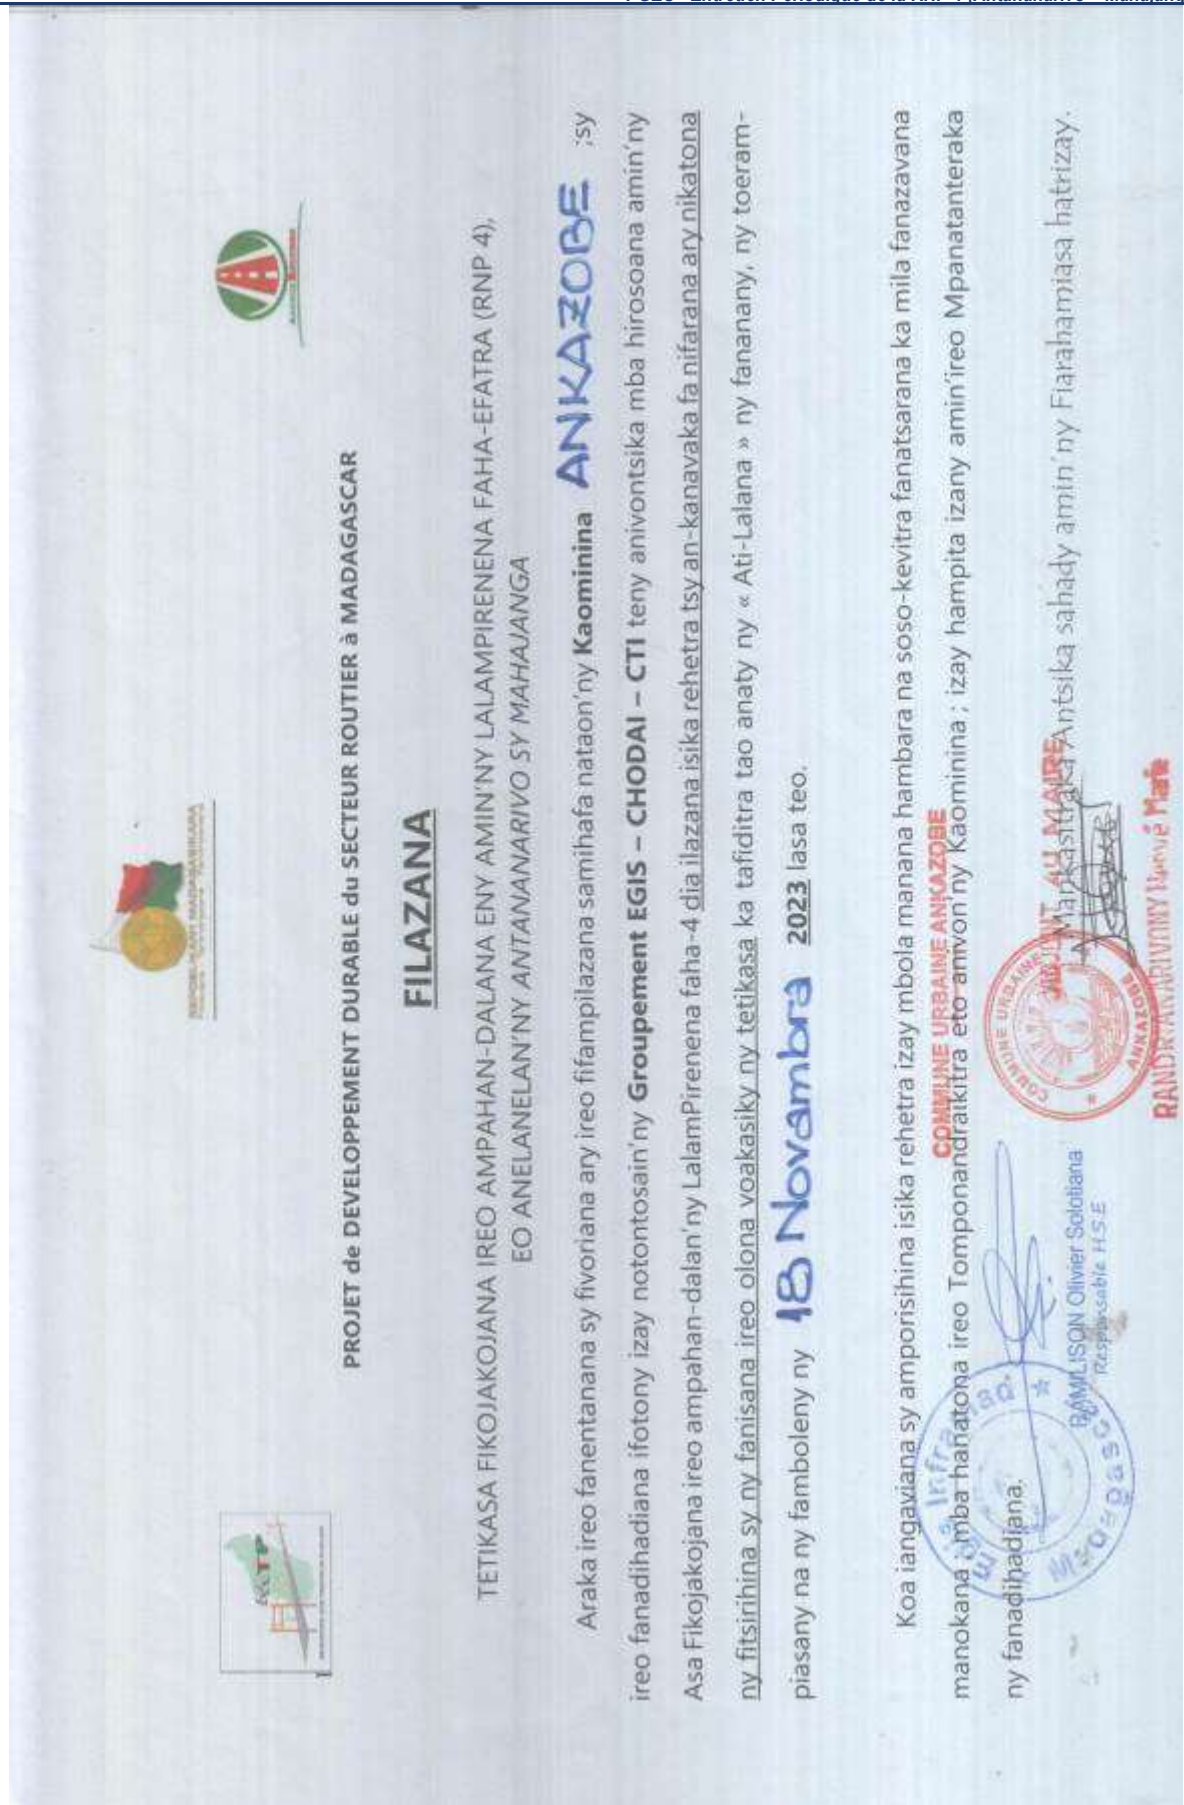 REPOBLIKAN'I MADAGASIKARA
PROJET de DEVELOPPEMENT DURABLE du SECTEUR ROUTIER à MADAGASCAR
FILAZANA
TETIKASA FIKOJAKOJANA IREO AMPAHAN-DALANA ENY AMIN'NY LALAMPIRENENA FAHA-EFATRA (RNP 4),
EO ANELANELAN'NY ANTANANARIVO SY MAHAJANGA
Araka ireo fanentanana sy fivoriana ary ireo fifampilazana samihafa nataon'ny Kaominina ANKAZOBE ;sy
ireo fanadihadiana ifotony izay notontosain'ny Groupement EGIS – CHODAI – CTI teny anivontsika mba hirosoana amin'ny
Asa Fikojakojana ireo ampahan-dalan'ny LalamPirenena faha-4 dia ilazana isika rehetra tsy an-kanavaka fa nifarana ary nikatona
ny fitsirihina sy ny fanisana ireo olona voakasiky ny tetikasa ka tafiditra tao anaty ny « Ati-Lalana » ny fananany, ny toeram-
piasany na ny famboleny ny 18 Novambra 2023 lasa teo.
Koa iangaviana sy amporisihina isika rehetra izay mbola manana hambara na soso-kevitra fanatsarana ka mila fanazavana
manokana ; mba hanatona ireo Tomponandraikitra eto anivon'ny Kaominina ; izay hampita izany amin'ireo Mpanatanteraka
ny fanadihadiana.
Mankasitraka Antsika sahady amin'ny Fiarahamiasa hatrizay.
COMMUNE URBAINE ANKAZOBE
AU MAIRE
COMMUNE URBAINE
ANKAZOBE
RAMILISON Olivier Solotiana
Responsable H.S.E